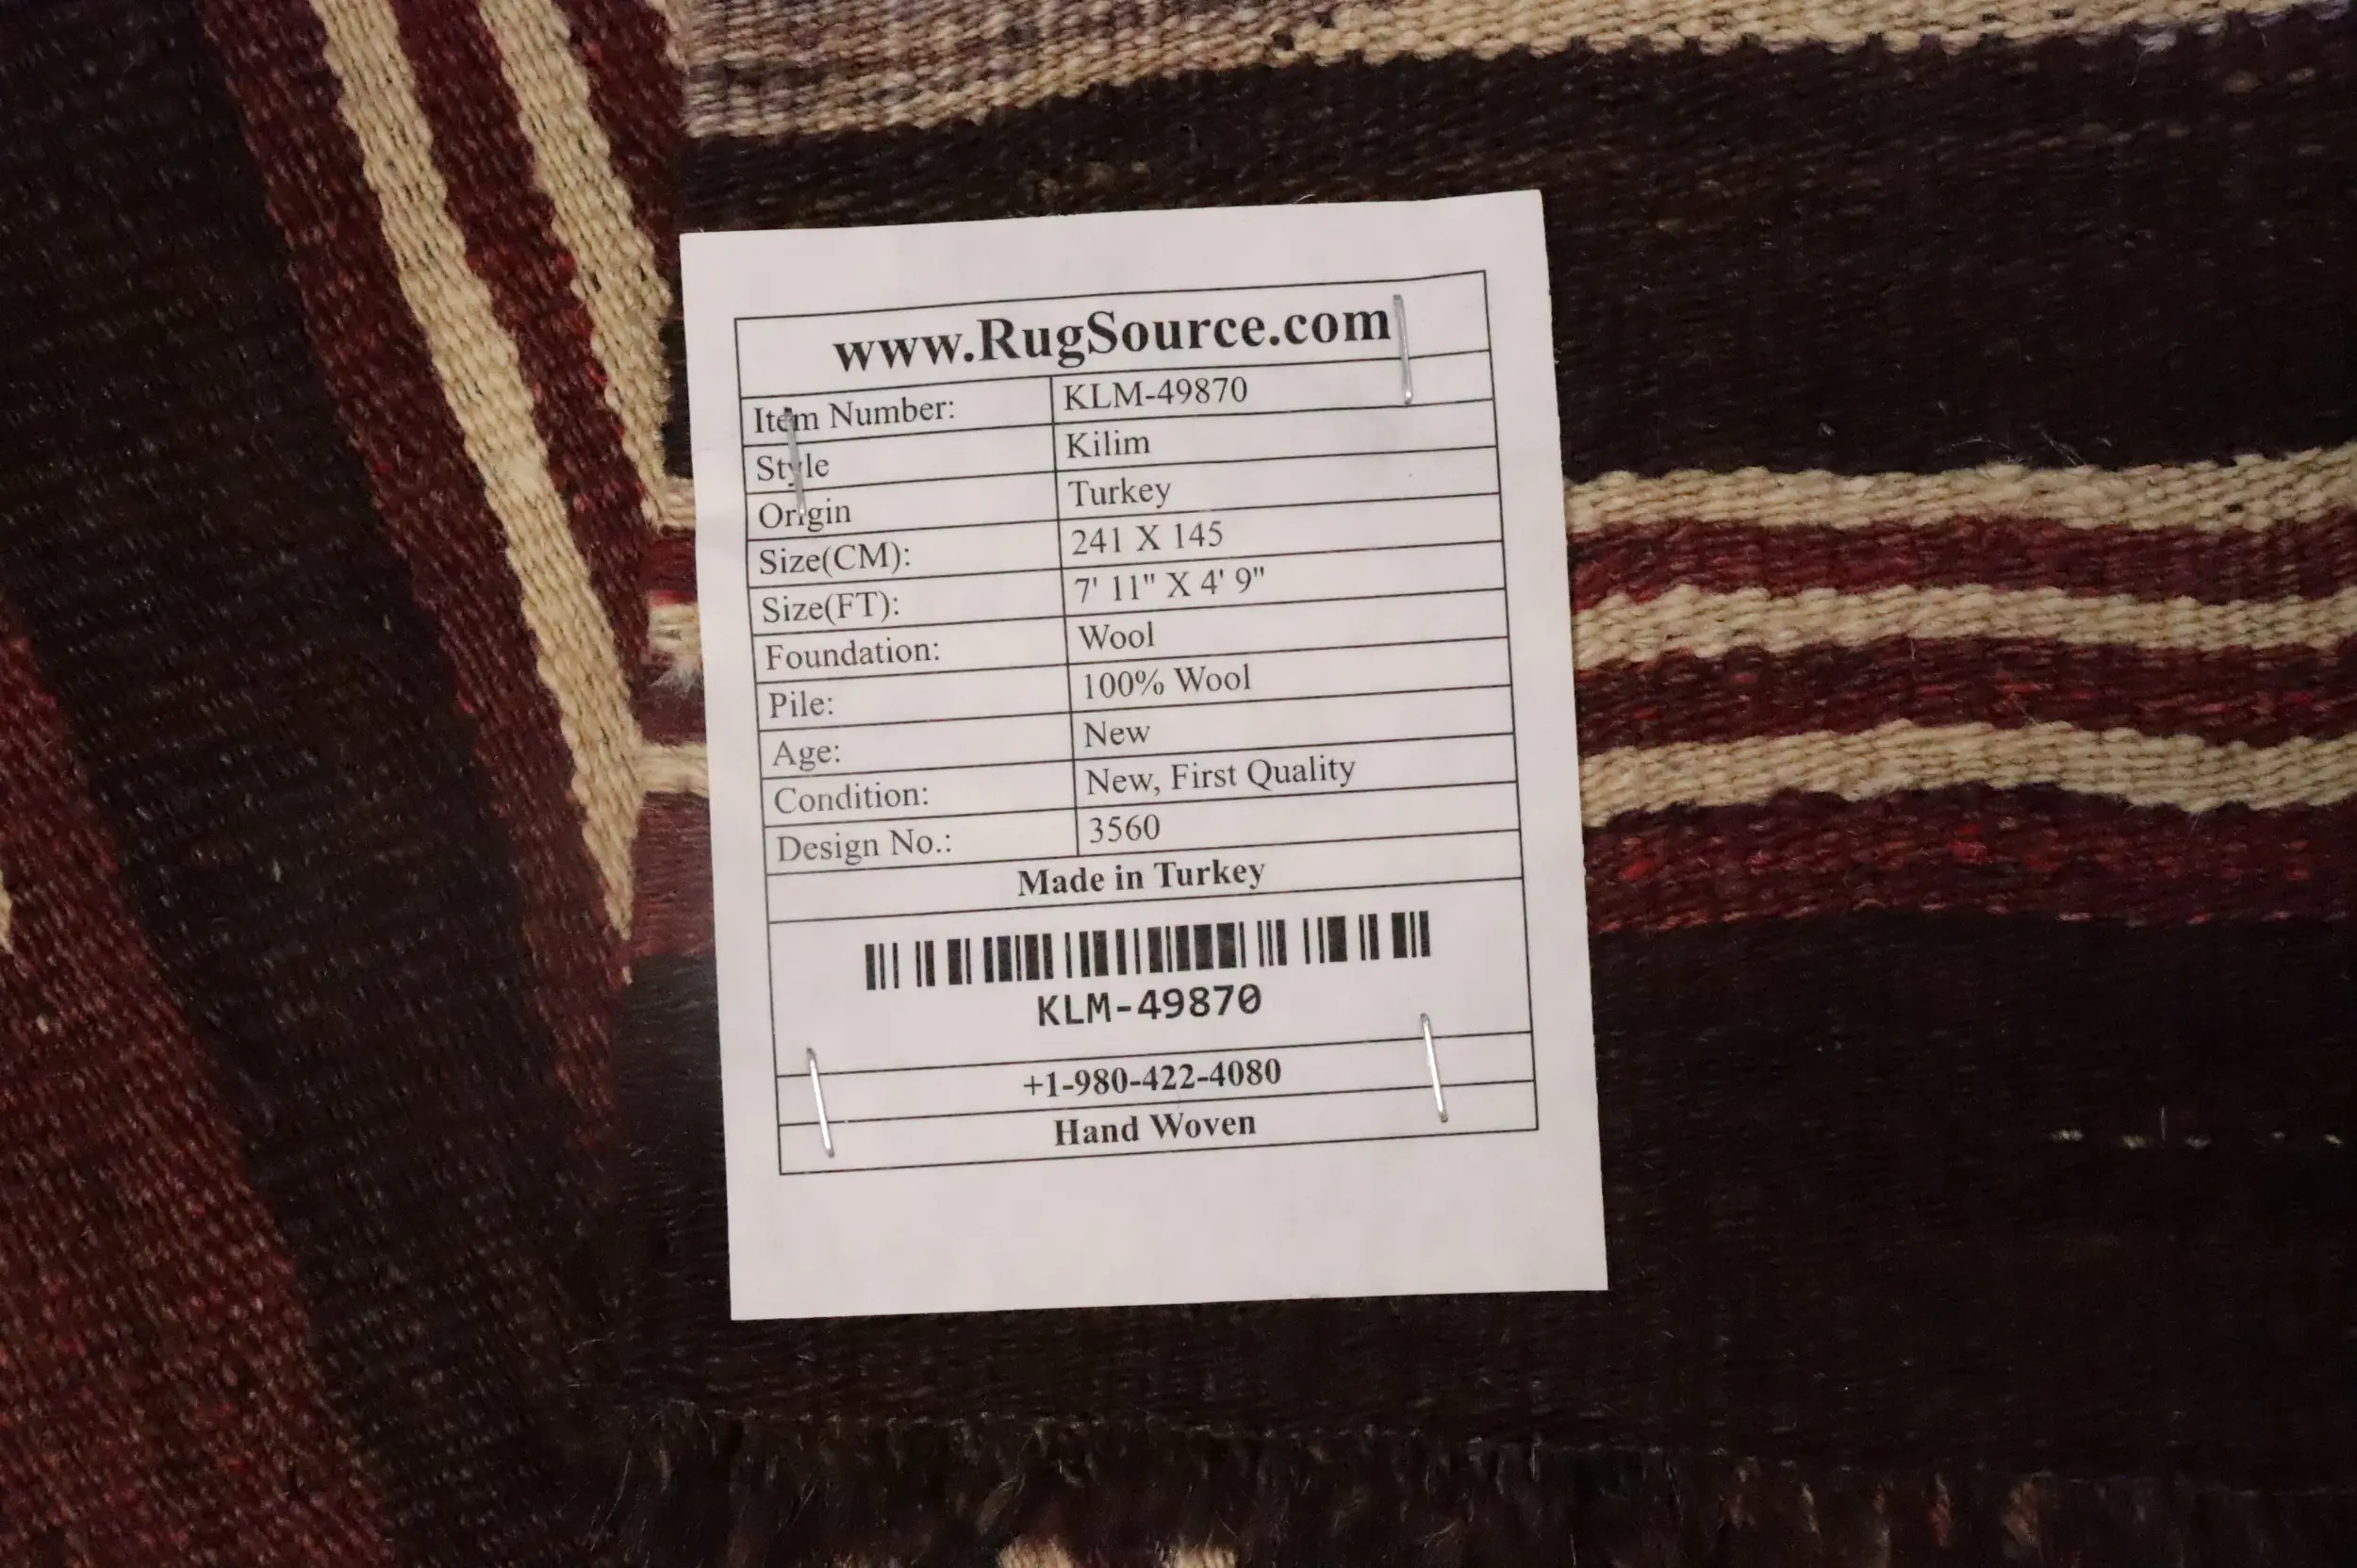 www.RugSource.com
Item Number: KLM-49870
Style Kilim
Origin Turkey
Size(CM): 241 X 145
Size(FT): 7' 11" X 4' 9"
Foundation: Wool
Pile: 100% Wool
Age: New
Condition: New, First Quality
Design No.: 3560
Made in Turkey
KLM-49870
+1-980-422-4080
Hand Woven